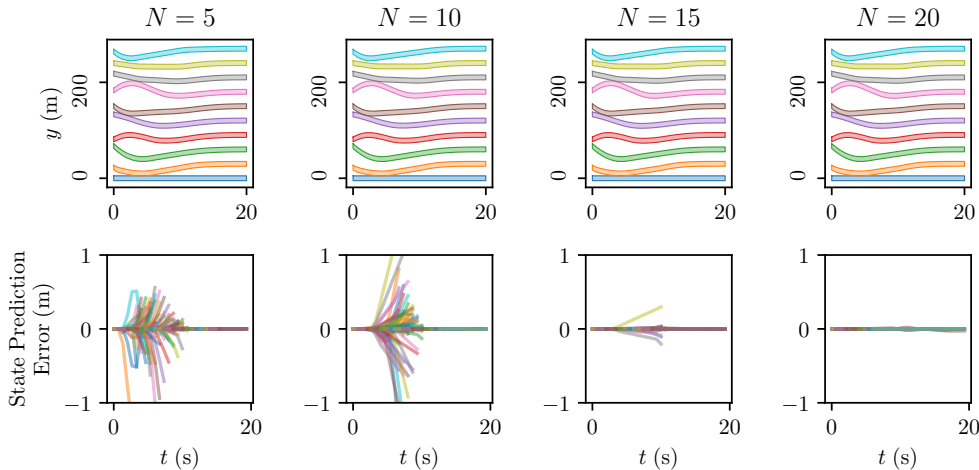 N = 5 N = 10 N = 15 N = 20
y (m)
200 200 200 200
0 0 0 0
0 20 0 20 0 20 0 20
State Prediction
Error (m)
1 1 1 1
0 0 0 0
−1 −1 −1 −1
0 20 0 20 0 20 0 20
t (s) t (s) t (s) t (s)